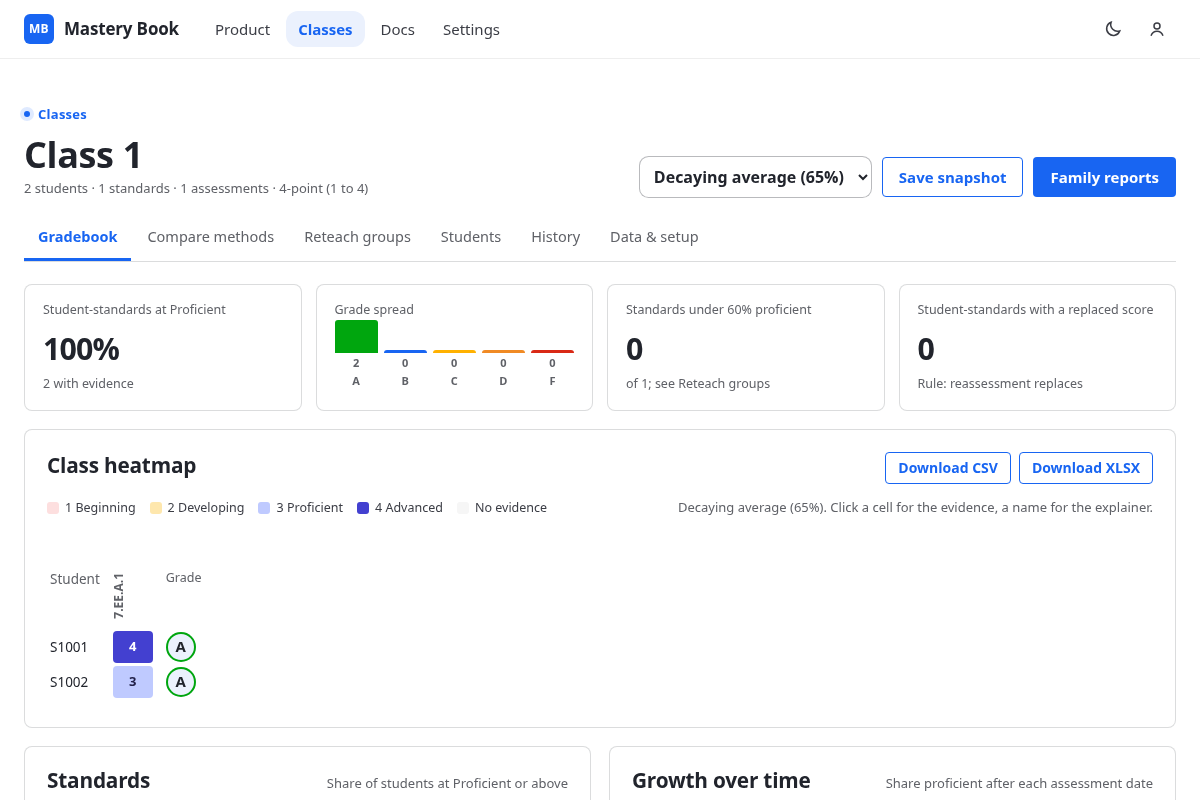 MB Mastery Book Product Classes Docs Settings
Classes
Class 1
2 students · 1 standards · 1 assessments · 4-point (1 to 4)
Decaying average (65%) Save snapshot Family reports
Gradebook Compare methods Reteach groups Students History Data & setup
Student-standards at Proficient
100%
2 with evidence
Grade spread
2 0 0 0 0
A B C D F
Standards under 60% proficient
0
of 1; see Reteach groups
Student-standards with a replaced score
0
Rule: reassessment replaces
Class heatmap
Download CSV Download XLSX
1 Beginning 2 Developing 3 Proficient 4 Advanced No evidence
Decaying average (65%). Click a cell for the evidence, a name for the explainer.
Student 7.EE.A.1 Grade
S1001 4 A
S1002 3 A
Standards
Share of students at Proficient or above
Growth over time
Share proficient after each assessment date